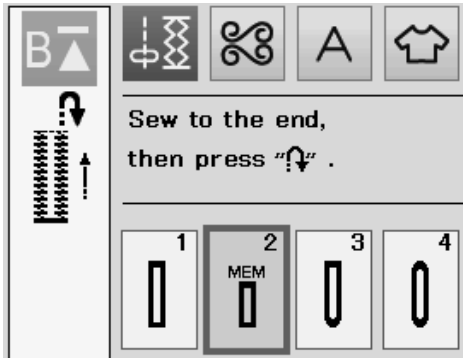 B
A
Sew to the end,
then press “ ” .
1
2
3
4
MEM